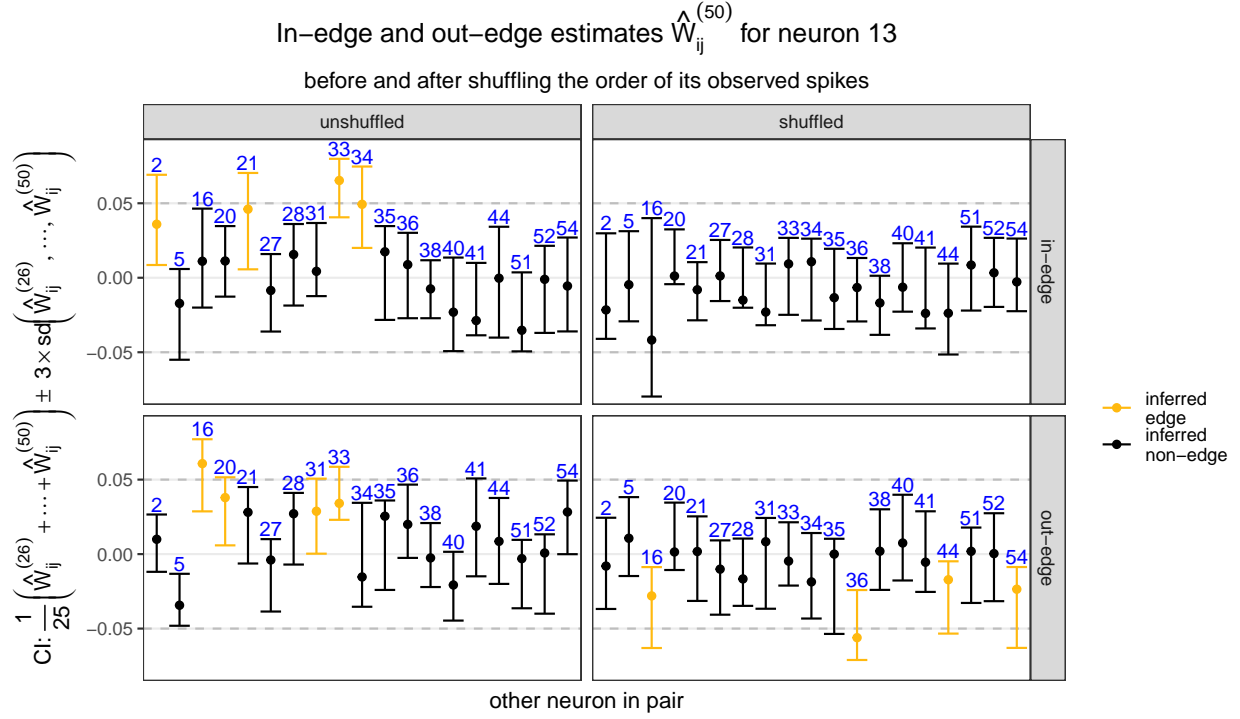 In−edge and out−edge estimates Ŵ_ij^(50) for neuron 13
before and after shuffling the order of its observed spikes
unshuffled
shuffled
CI: 1/25 (Ŵ_ij^(26) + ⋯ + Ŵ_ij^(50)) ± 3 × sd(Ŵ_ij^(26), ..., Ŵ_ij^(50))
0.05
0.00
−0.05
2 5 16 20 21 27 28 31 33 34 35 36 38 40 41 44 51 52 54
2 5 16 20 21 27 28 31 33 34 35 36 38 40 41 44 51 52 54
in−edge
0.05
0.00
−0.05
2 5 16 20 21 27 28 31 33 34 35 36 38 40 41 44 51 52 54
2 5 16 20 21 27 28 31 33 34 35 36 38 40 41 44 51 52 54
out−edge
inferred
edge
inferred
non−edge
other neuron in pair